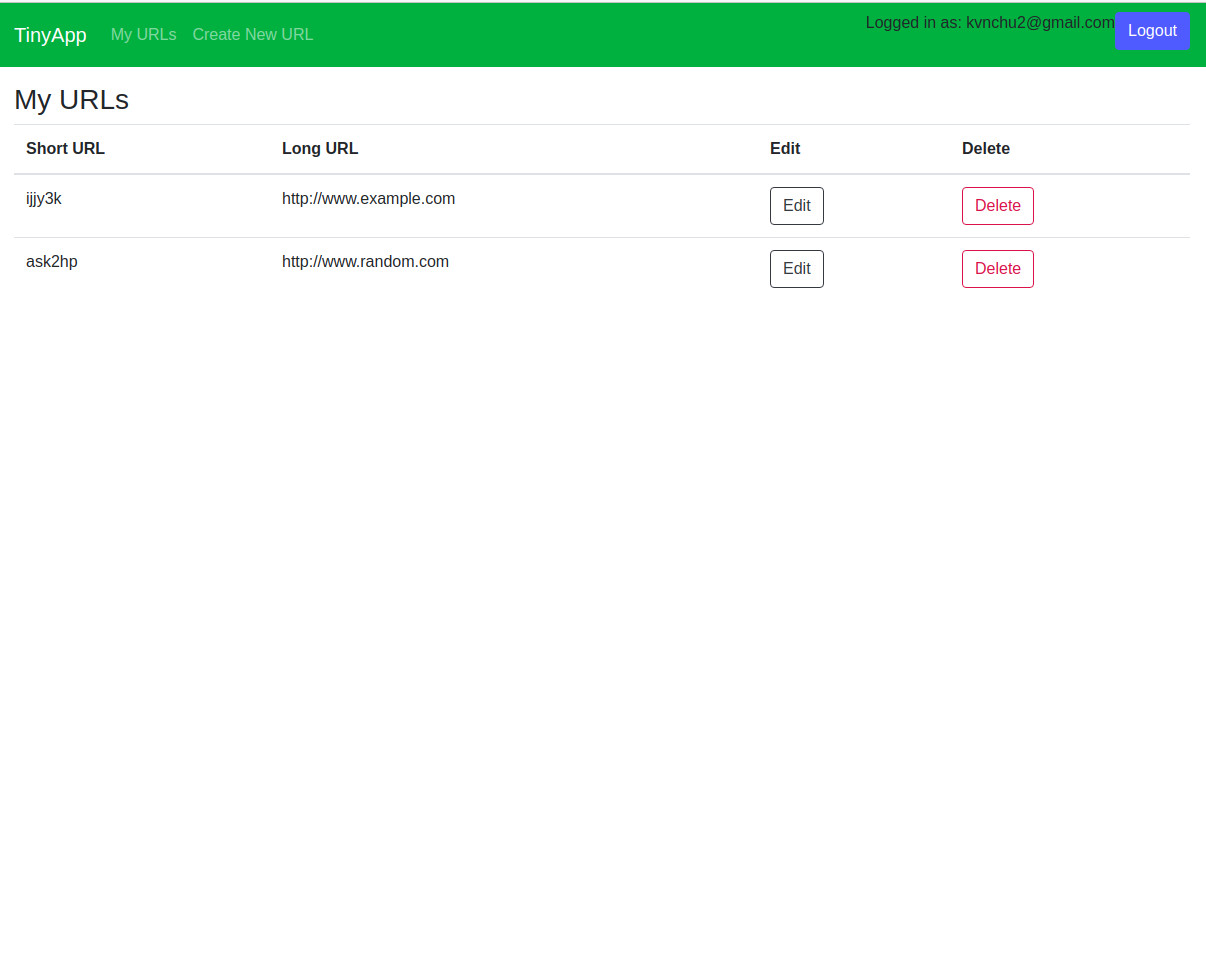 TinyApp My URLs Create New URL Logged in as: kvnchu2@gmail.com Logout
My URLs
Short URL Long URL Edit Delete
ijjy3k http://www.example.com Edit Delete
ask2hp http://www.random.com Edit Delete